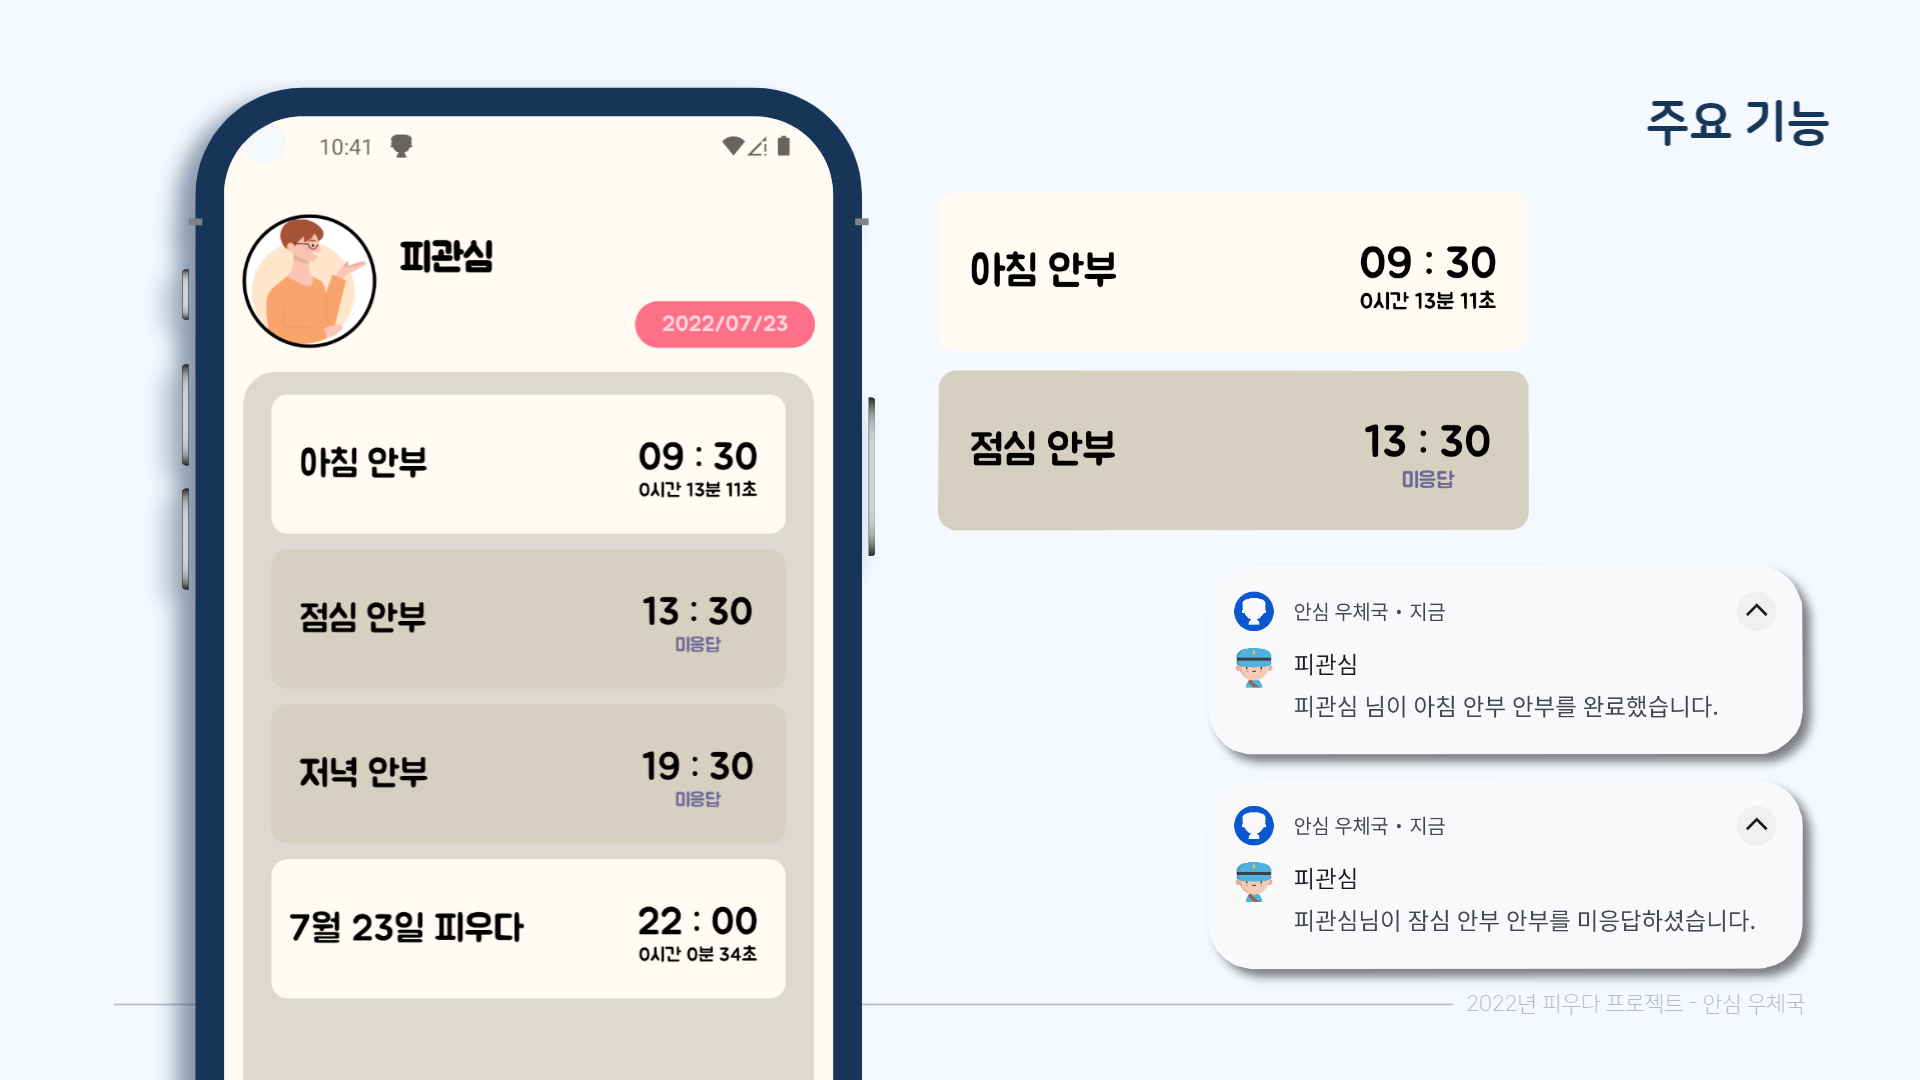 주요 기능
10:41
피관심
2022/07/23
아침 안부
09 : 30
0시간 13분 11초
점심 안부
13 : 30
미응답
저녁 안부
19 : 30
미응답
7월 23일 피우다
22 : 00
0시간 0분 34초
아침 안부
09 : 30
0시간 13분 11초
점심 안부
13 : 30
미응답
안심 우체국 • 지금
피관심
피관심 님이 아침 안부 안부를 완료했습니다.
안심 우체국 • 지금
피관심
피관심님이 잠심 안부 안부를 미응답하셨습니다.
2022년 피우다 프로젝트 - 안심 우체국